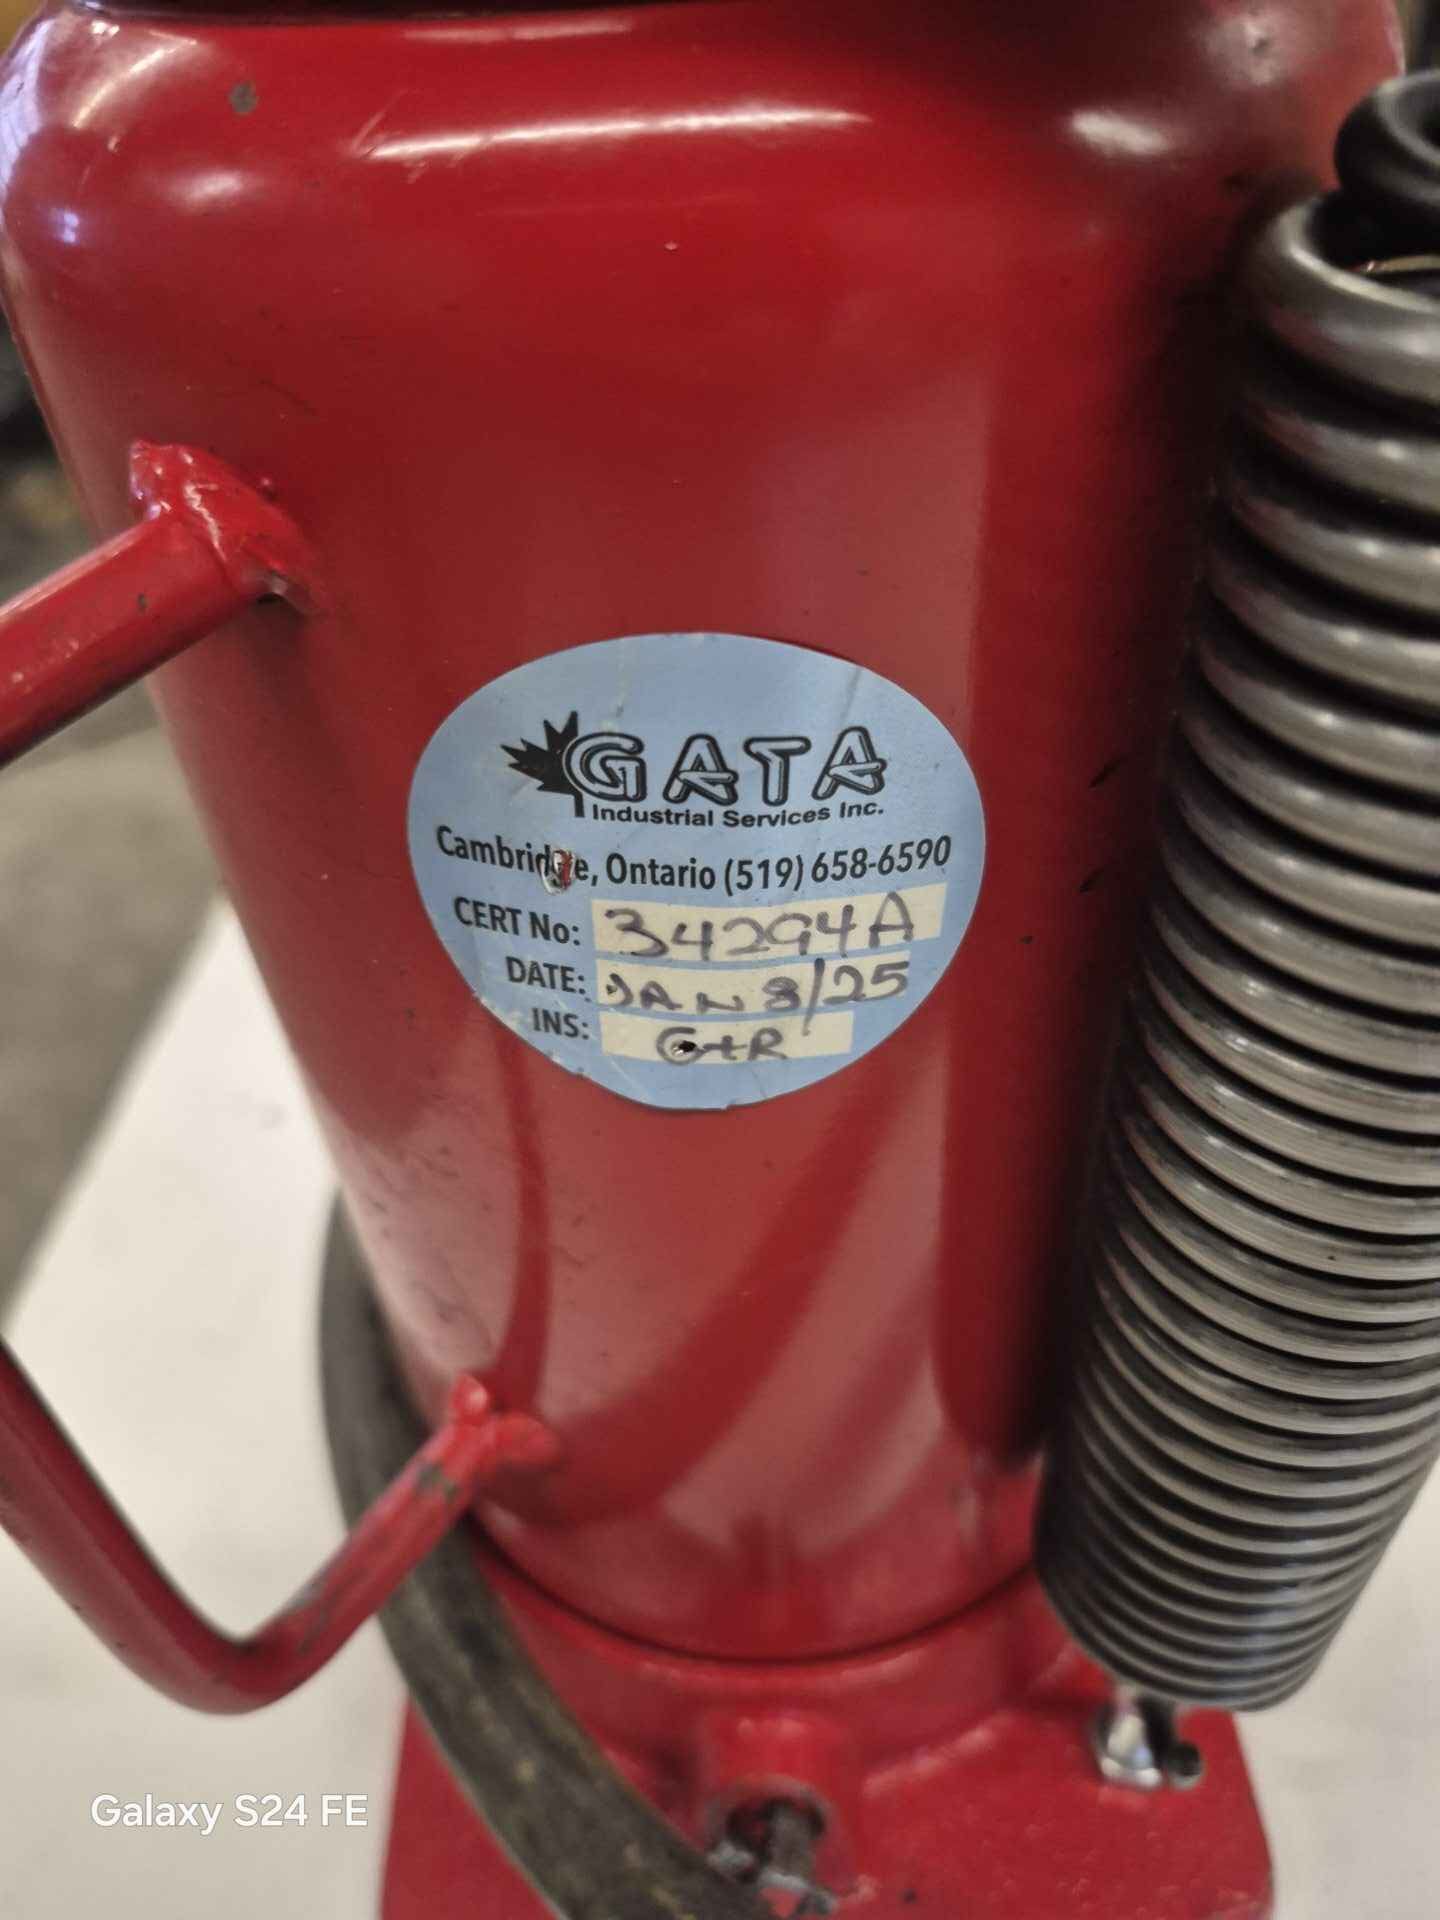 GATA
Industrial Services Inc.
Cambridge, Ontario (519) 658-6590
CERT No: 34294A
DATE: JAN 8/25
INS: GR
Galaxy S24 FE